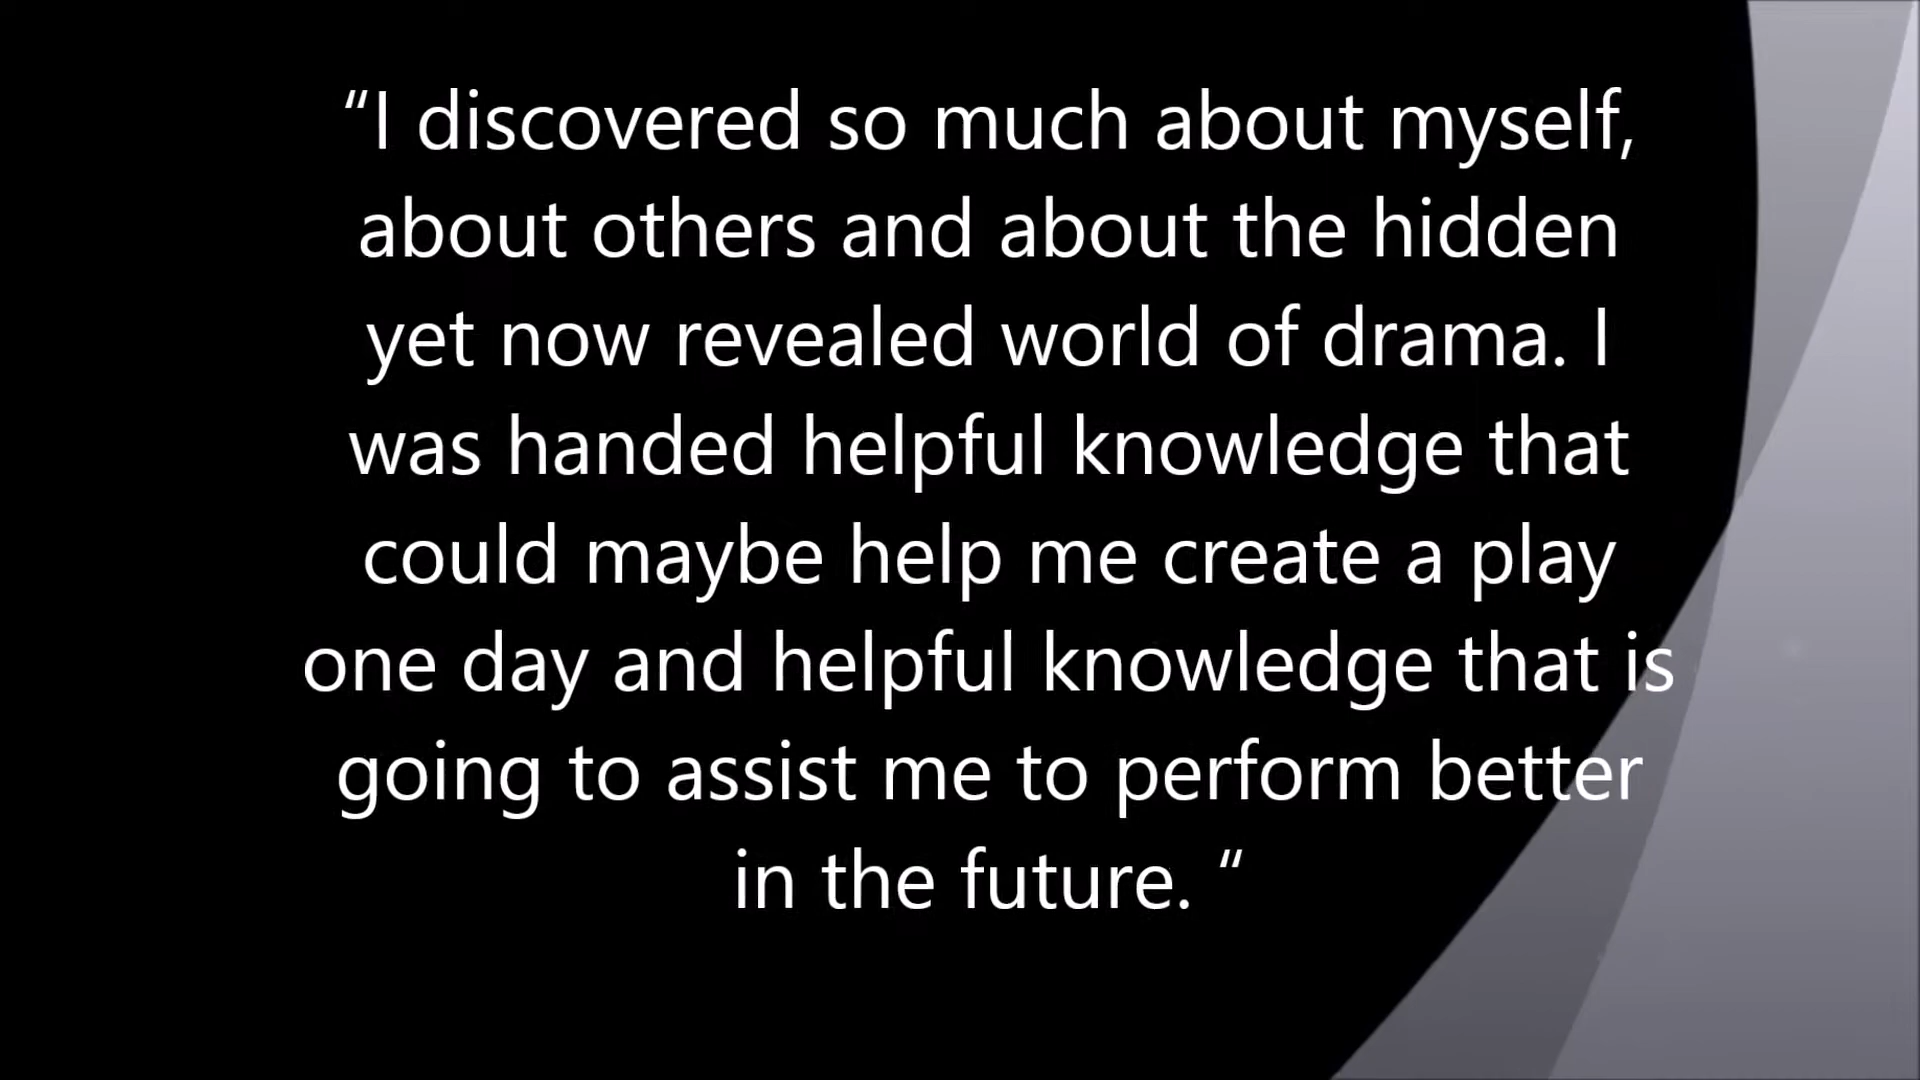 “I discovered so much about myself,
about others and about the hidden
yet now revealed world of drama. I
was handed helpful knowledge that
could maybe help me create a play
one day and helpful knowledge that is
going to assist me to perform better
in the future. “